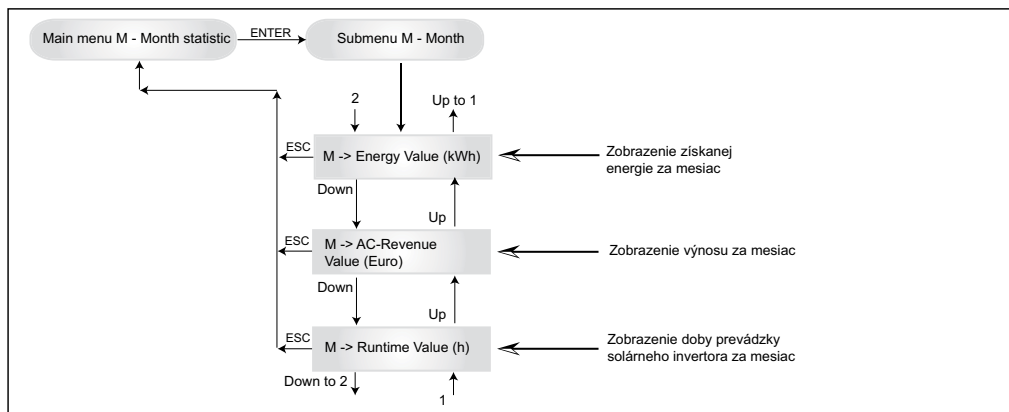 Main menu M - Month statistic
ENTER
Submenu M - Month
2
Up to 1
ESC
M -> Energy Value (kWh)
Zobrazenie získanej
energie za mesiac
Down
Up
ESC
M -> AC-Revenue
Value (Euro)
Zobrazenie výnosu za mesiac
Down
Up
ESC
M -> Runtime Value (h)
Zobrazenie doby prevádzky
solárneho invertora za mesiac
Down to 2
1